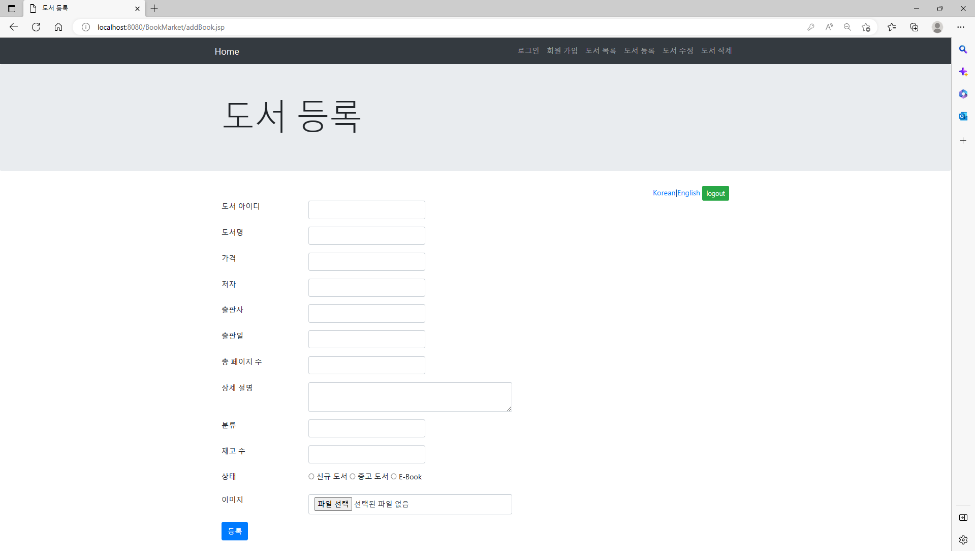 도서 등록
localhost:8080/BookMarket/addBook.jsp
Home 로그인 회원 가입 도서 목록 도서 등록 도서 수정 도서 삭제
도서 등록
Korean|English logout
도서 아이디
도서명
가격
저자
출판사
출판일
총 페이지 수
상세 설명
분류
재고 수
상태 신규 도서 중고 도서 E-Book
이미지 파일 선택 선택된 파일 없음
등록